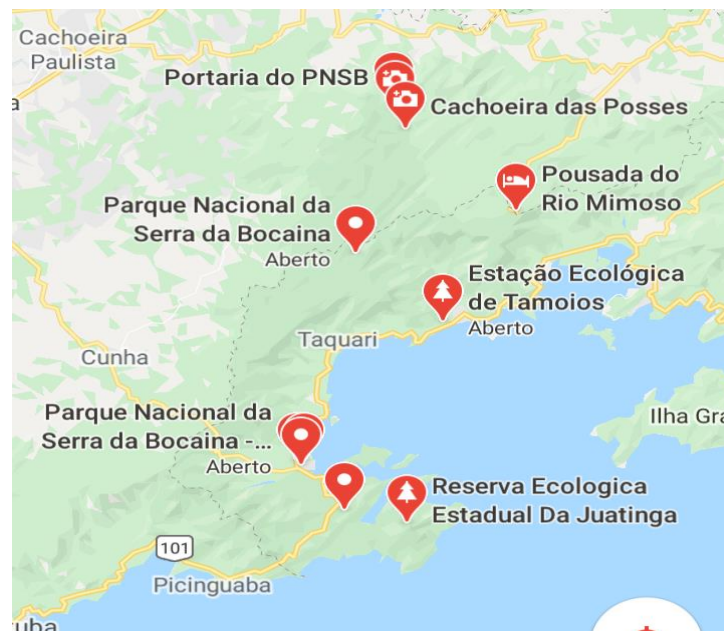 Cachoeira
Paulista
Portaria do PNSB
a
Cachoeira das Posses
Pousada do
Rio Mimoso
Parque Nacional da
Serra da Bocaina
Aberto
Estação Ecológica
de Tamoios
Aberto
Taquari
Cunha
Parque Nacional da
Serra da Bocaina -...
Aberto
Ilha Gra
Reserva Ecologica
Estadual Da Juatinga
101
Picinguaba
uba